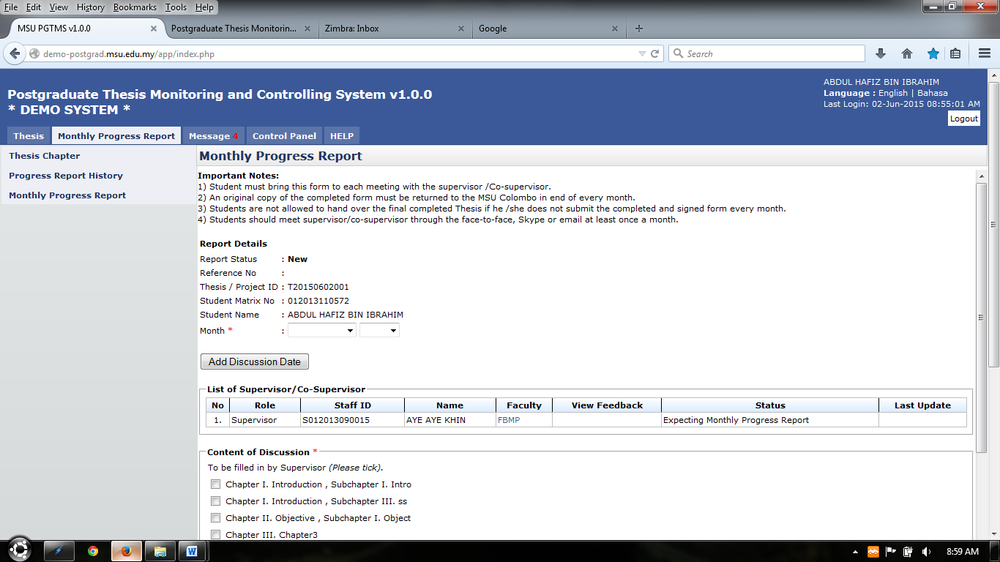 File Edit View History Bookmarks Tools Help
MSU PGTMS v1.0.0
Postgraduate Thesis Monitorin...
Zimbra: Inbox
Google
demo-postgrad.msu.edu.my/app/index.php
Search
Postgraduate Thesis Monitoring and Controlling System v1.0.0
* DEMO SYSTEM *
ABDUL HAFIZ BIN IBRAHIM
Language : English | Bahasa
Last Login: 02-Jun-2015 08:55:01 AM
Logout
Thesis
Monthly Progress Report
Message 4
Control Panel
HELP
Thesis Chapter
Progress Report History
Monthly Progress Report
Monthly Progress Report
Important Notes:
1) Student must bring this form to each meeting with the supervisor /Co-supervisor.
2) An original copy of the completed form must be returned to the MSU Colombo in end of every month.
3) Students are not allowed to hand over the final completed Thesis if he /she does not submit the completed and signed form every month.
4) Students should meet supervisor/co-supervisor through the face-to-face, Skype or email at least once a month.
Report Details
Report Status : New
Reference No :
Thesis / Project ID : T20150602001
Student Matrix No : 012013110572
Student Name : ABDUL HAFIZ BIN IBRAHIM
Month * :
Add Discussion Date
List of Supervisor/Co-Supervisor
No Role Staff ID Name Faculty View Feedback Status Last Update
1. Supervisor S012013090015 AYE AYE KHIN FBMP Expecting Monthly Progress Report
Content of Discussion *
To be filled in by Supervisor (Please tick).
Chapter I. Introduction , Subchapter I. Intro
Chapter I. Introduction , Subchapter III. ss
Chapter II. Objective , Subchapter I. Object
Chapter III. Chapter3
8:59 AM